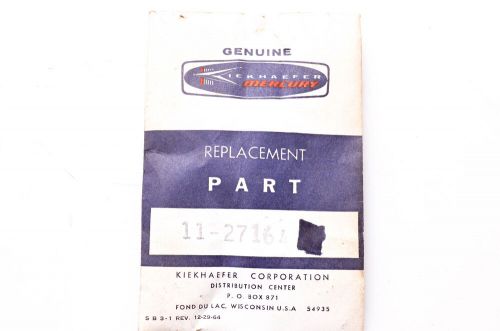 GENUINE
KIEKHAEFER
MERCURY
REPLACEMENT
PART
11-2716
KIEKHAEFER CORPORATION
DISTRIBUTION CENTER
P. O. BOX 871
FOND DU LAC, WISCONSIN U.S.A 54935
S B 3-1 REV. 12-29-64